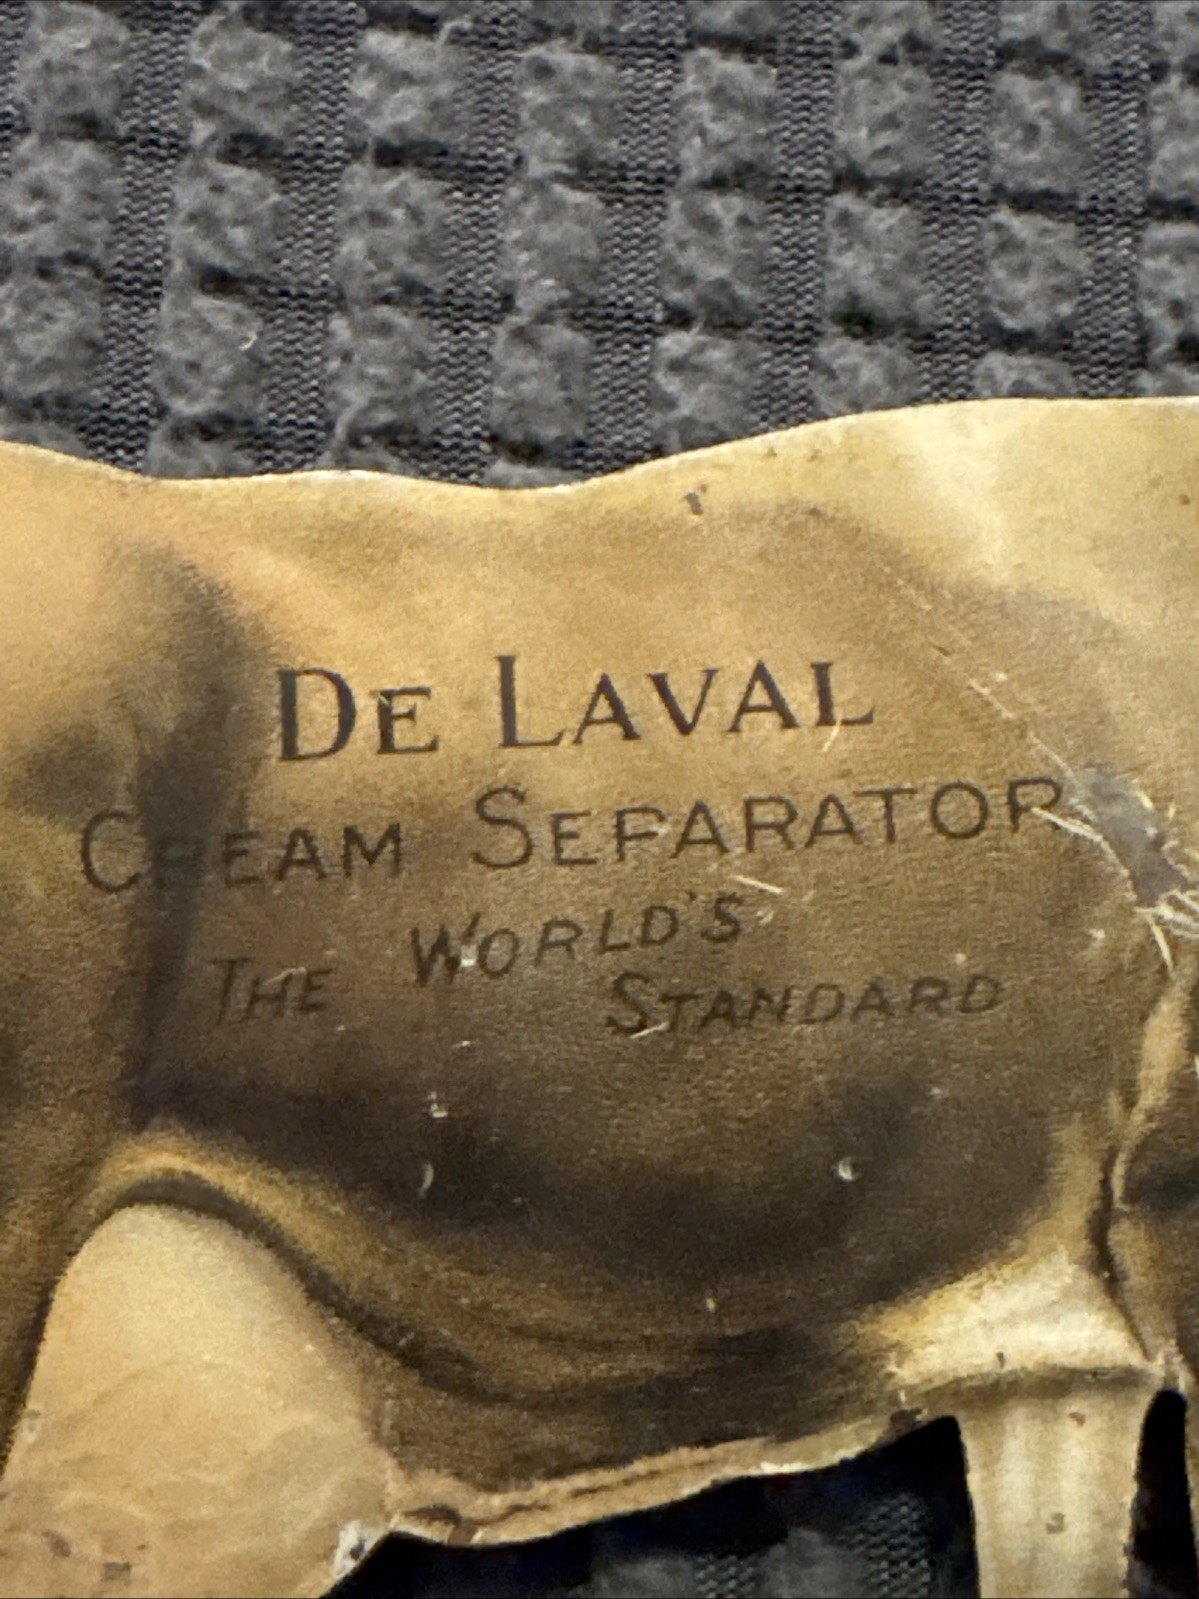 DE LAVAL
CREAM SEPARATOR
THE WORLD'S
STANDARD